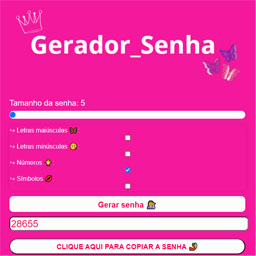 Gerador_Senha
Tamanho da senha: 5
↪ Letras maiúsculas
↪ Letras minúsculas
↪ Números
↪ Símbolos
Gerar senha
28655
CLIQUE AQUI PARA COPIAR A SENHA